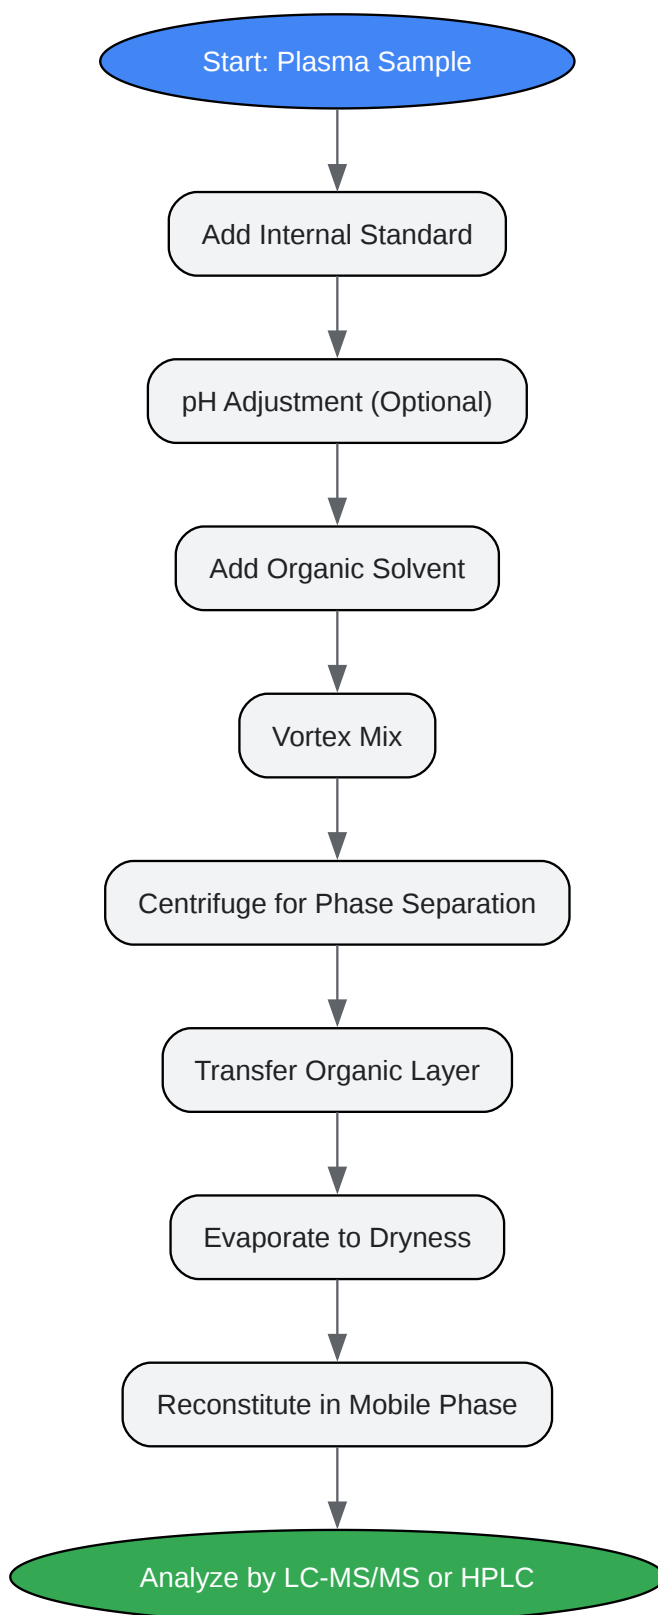 Start: Plasma Sample
Add Internal Standard
pH Adjustment (Optional)
Add Organic Solvent
Vortex Mix
Centrifuge for Phase Separation
Transfer Organic Layer
Evaporate to Dryness
Reconstitute in Mobile Phase
Analyze by LC-MS/MS or HPLC